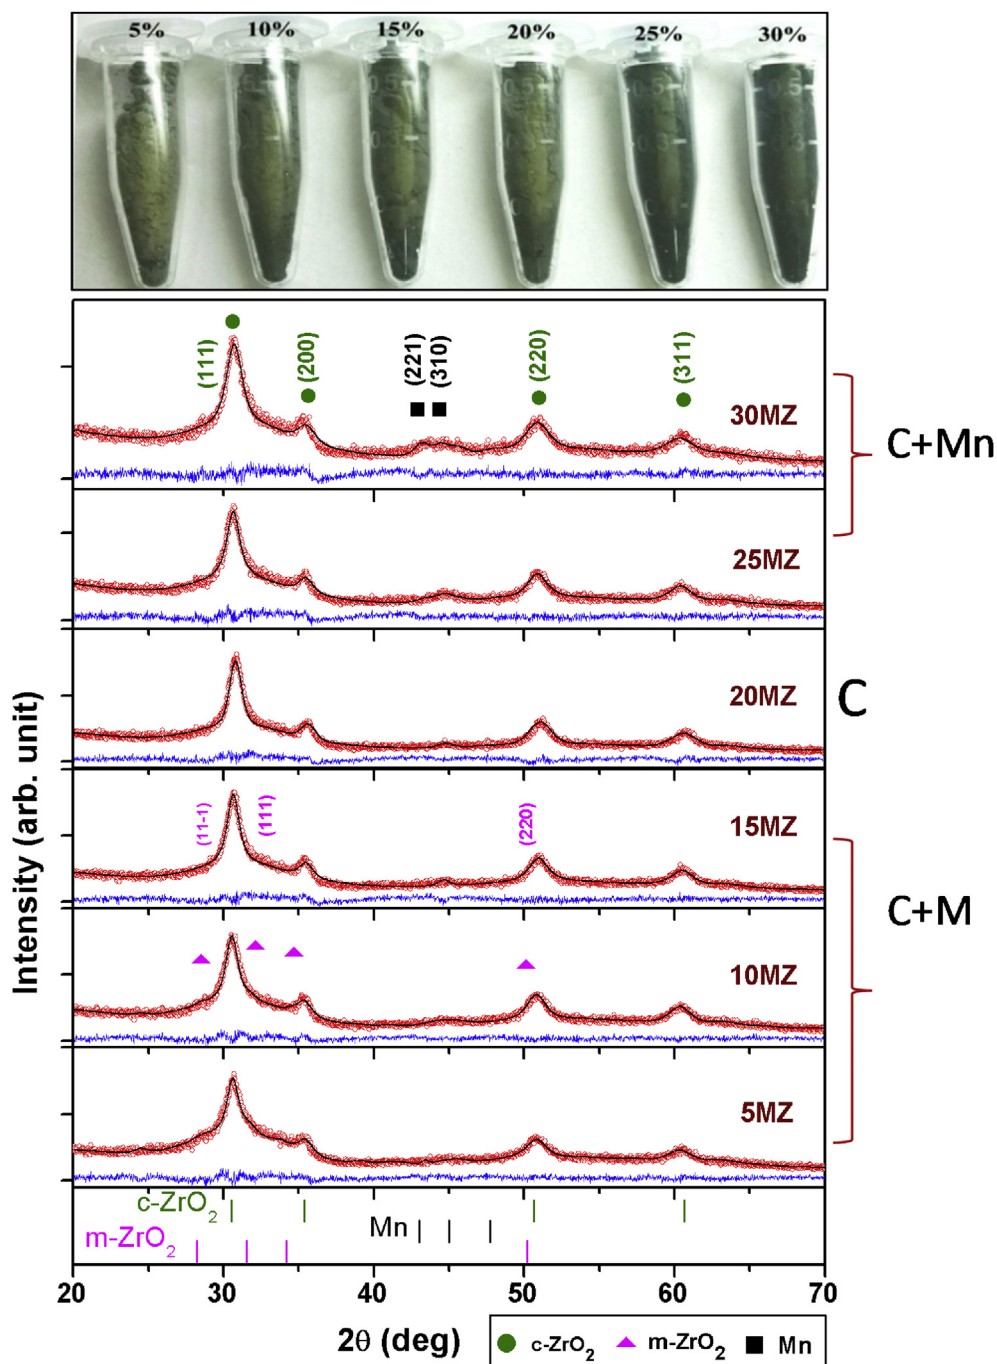 5% 10% 15% 20% 25% 30%
(111) (200) (221) (310) (220) (311)
30MZ
C+Mn
25MZ
20MZ
C
(11-1) (111) (220)
15MZ
C+M
10MZ
5MZ
Intensity (arb. unit)
c-ZrO₂
Mn
m-ZrO₂
20 30 40 50 60 70
2θ (deg)
c-ZrO₂ m-ZrO₂ Mn